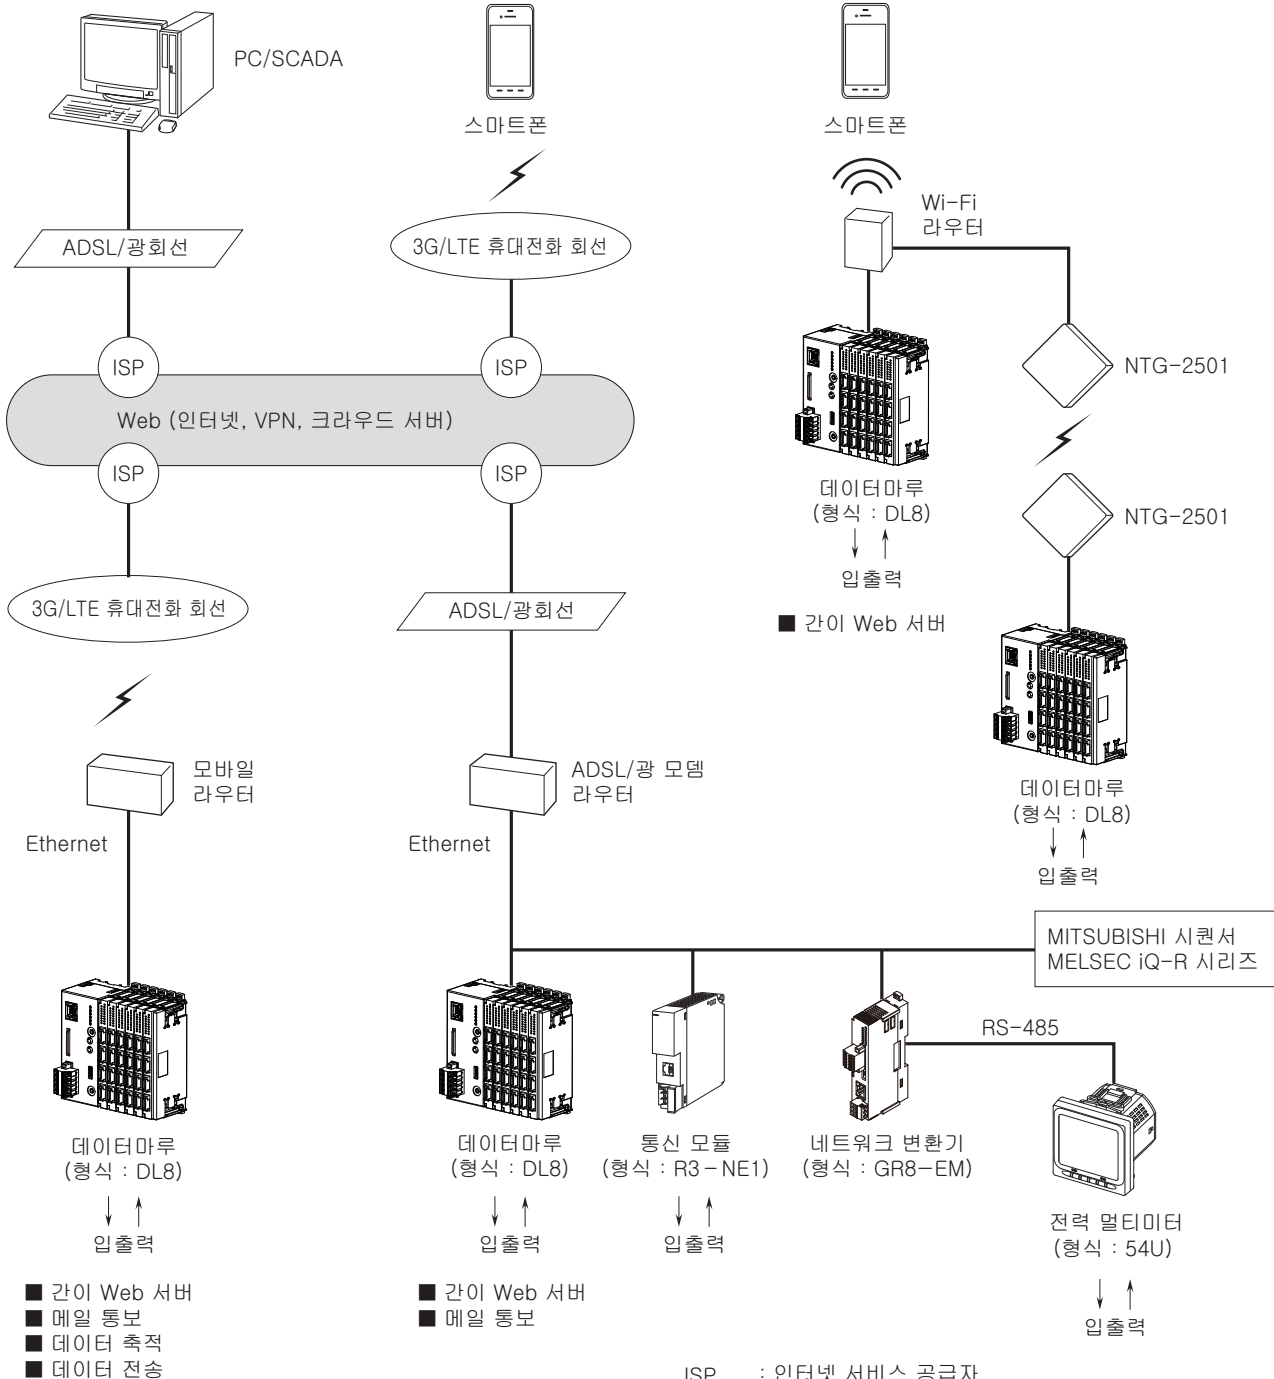 PC/SCADA
스마트폰
스마트폰
Wi-Fi
라우터
ADSL/광회선
3G/LTE 휴대전화 회선
ISP
ISP
NTG-2501
Web (인터넷, VPN, 크라우드 서버)
ISP
ISP
데이터마루
(형식 : DL8)
입출력
■ 간이 Web 서버
NTG-2501
3G/LTE 휴대전화 회선
ADSL/광회선
모바일
라우터
ADSL/광 모뎀
라우터
데이터마루
(형식 : DL8)
입출력
Ethernet
Ethernet
MITSUBISHI 시퀀서
MELSEC iQ-R 시리즈
RS-485
데이터마루
(형식 : DL8)
입출력
데이터마루
(형식 : DL8)
입출력
통신 모듈
(형식 : R3-NE1)
입출력
네트워크 변환기
(형식 : GR8-EM)
전력 멀티미터
(형식 : 54U)
입출력
■ 간이 Web 서버
■ 메일 통보
■ 데이터 축적
■ 데이터 전송
■ 간이 Web 서버
■ 메일 통보
ISP : 인터넷 서비스 공급자